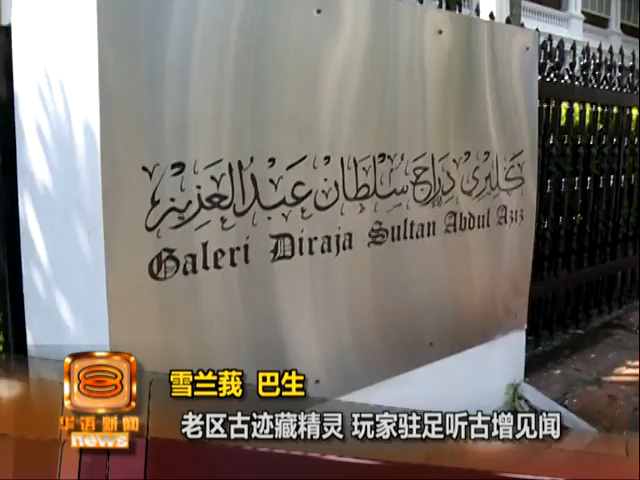 ݢليري دراج سلطان عبدالعزيز
Galeri Diraja Sultan Abdul Aziz
雪兰莪 巴生
老区古迹藏精灵 玩家驻足听古增见闻
8
华语新闻
news